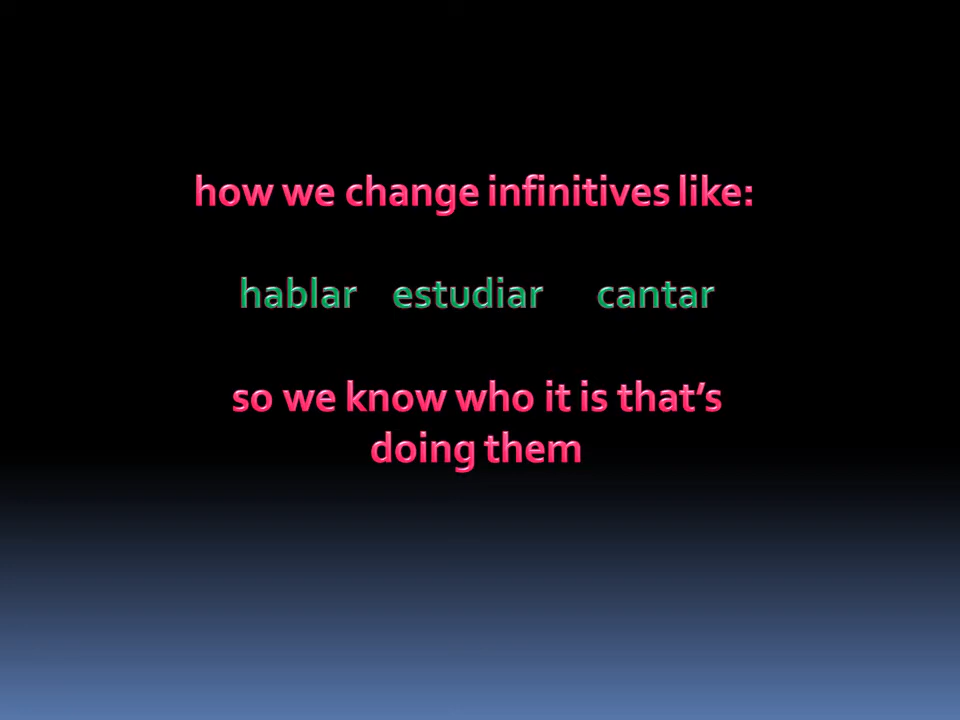 how we change infinitives like:
hablar estudiar cantar
so we know who it is that’s
doing them